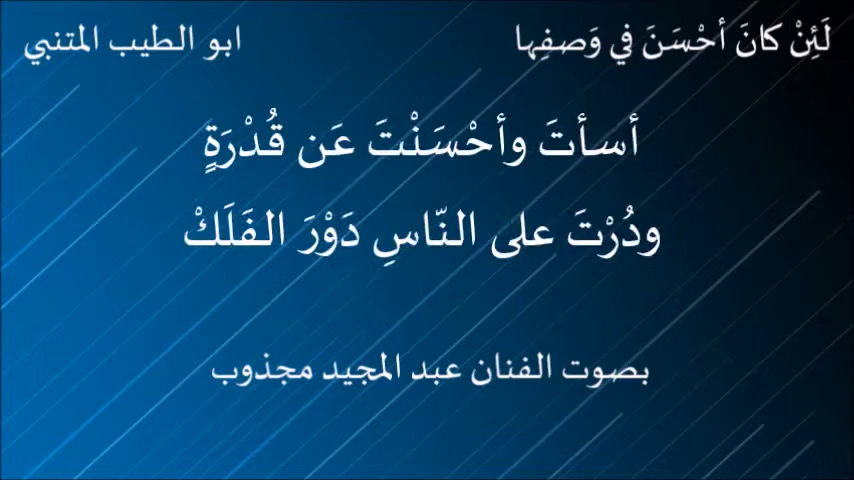 لَئِنْ كانَ أحْسَنَ في وَصفِها
ابو الطيب المتنبي
أسأتَ وأحْسَنْتَ عَن قُدْرَةٍ
ودُرْتَ على النّاسِ دَوْرَ الفَلَكْ
بصوت الفنان عبد المجيد مجذوب